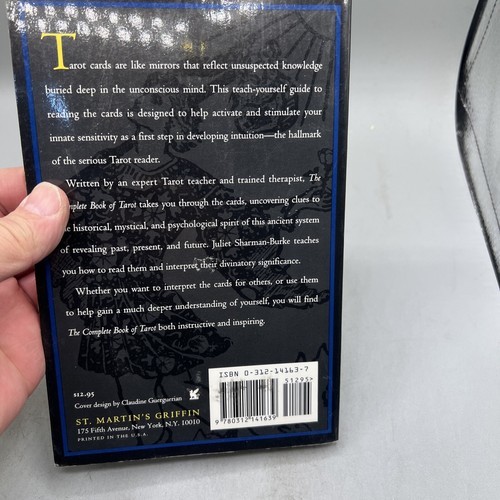 Tarot cards are like mirrors that reflect unsuspected knowledge
buried deep in the unconscious mind. This teach-yourself guide to
reading the cards is designed to help activate and stimulate your
innate sensitivity as a first step in developing intuition—the hallmark
of the serious Tarot reader.
Written by an expert Tarot teacher and trained therapist, The
plete Book of Tarot takes you through the cards, uncovering clues to
historical, mystical, and psychological spirit of this ancient system
of revealing past, present, and future. Juliet Sharman-Burke teaches
you how to read them and interpret their divinatory significance.
Whether you want to interpret the cards for others, or use them
to help gain a much deeper understanding of yourself, you will find
The Complete Book of Tarot both instructive and inspiring.
$12.95
Cover design by Claudine Guerguerian
ST. MARTIN'S GRIFFIN
175 Fifth Avenue, New York, N.Y. 10010
PRINTED IN THE U.S.A.
ISBN 0-312-14163-7
51295>
9 780312 141639